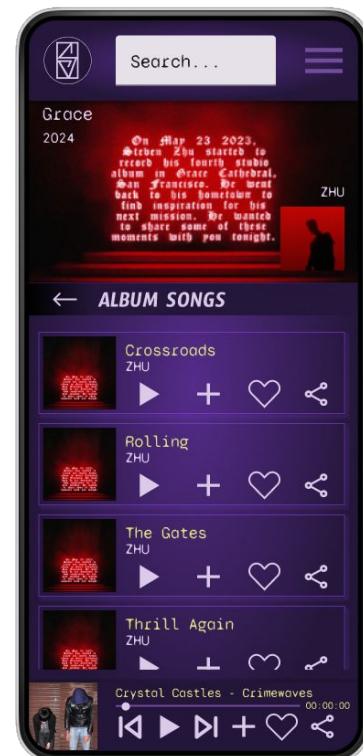 Search...
Grace
2024
On May 23 2023,
Steven Zhu started to
record his fourth studio
album in Grace Cathedral,
San Francisco. He went
back to his hometown to
find inspiration for his
next mission. He wanted
to share some of these
moments with you tonight.
ZHU
← ALBUM SONGS
Crossroads
ZHU
Rolling
ZHU
The Gates
ZHU
Thrill Again
ZHU
Crystal Castles - Crimewaves
00:00:00